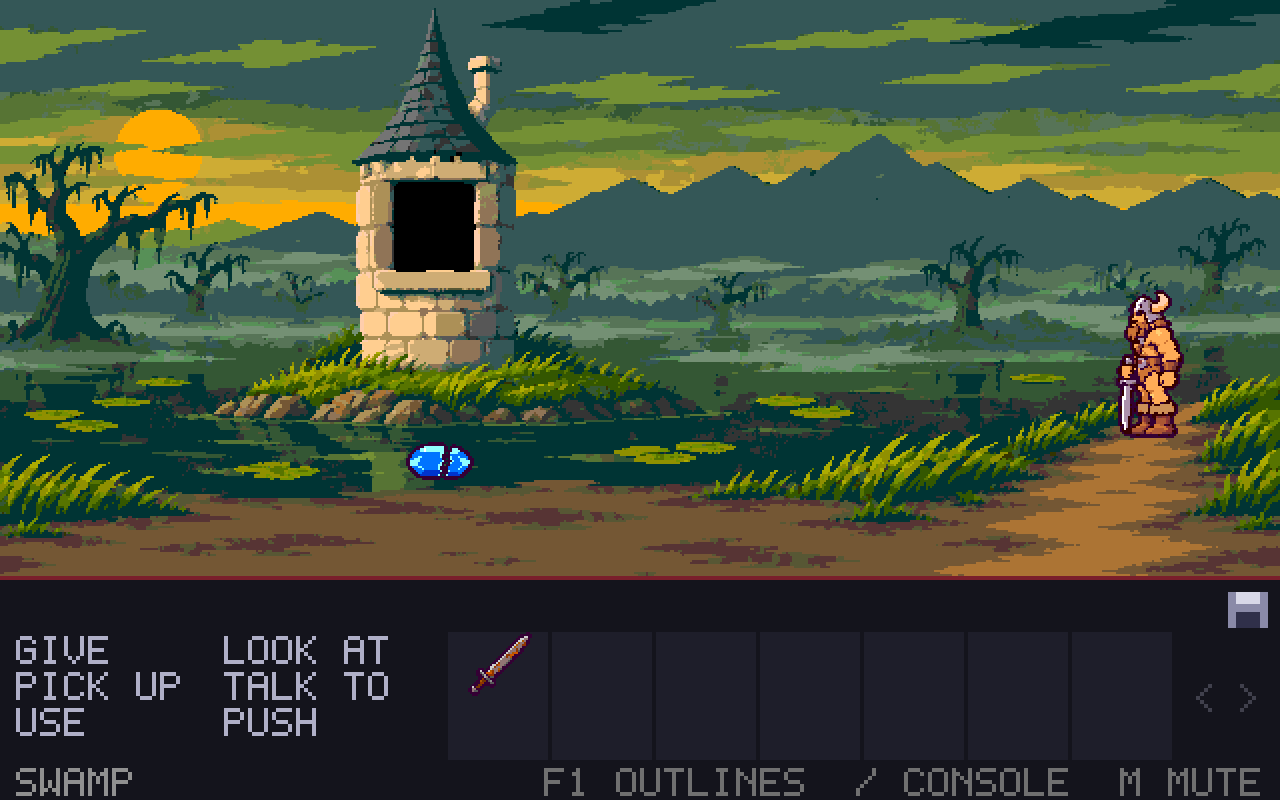 GIVE LOOK AT
PICK UP TALK TO
USE PUSH
SWAMP F1 OUTLINES / CONSOLE M MUTE